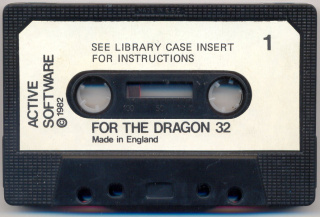 SEE LIBRARY CASE INSERT
FOR INSTRUCTIONS
1
ACTIVE
SOFTWARE
© 1982
FOR THE DRAGON 32
Made in England